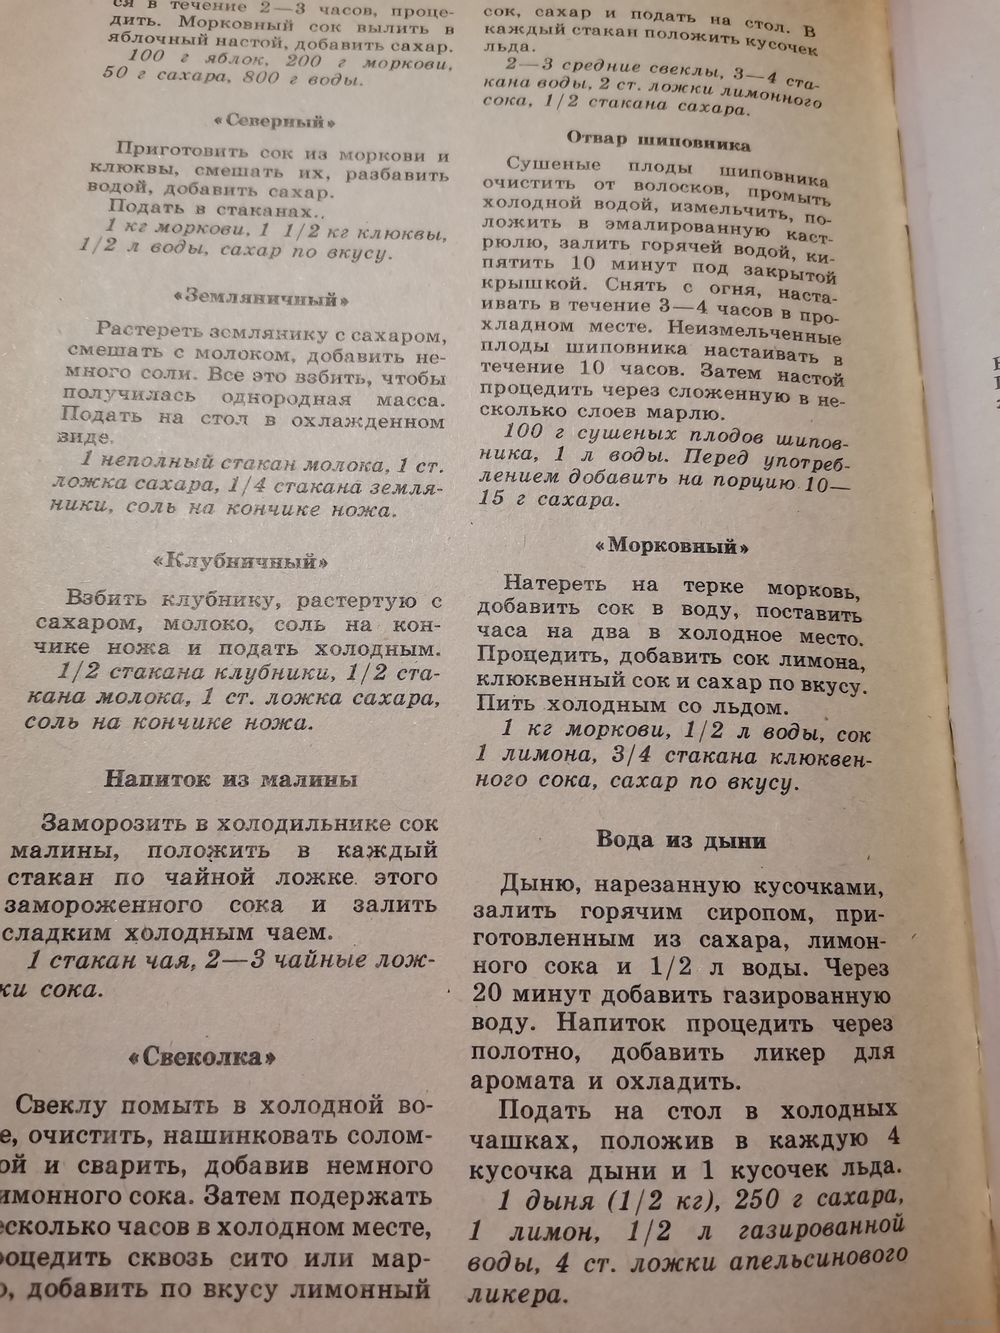 ся в течение 2—3 часов, проце-
дить. Морковный сок вылить в
яблочный настой, добавить сахар.
100 г яблок, 200 г моркови,
50 г сахара, 800 г воды.
«Северный»
Приготовить сок из моркови и
клюквы, смешать их, разбавить
водой, добавить сахар.
Подать в стаканах..
1 кг моркови, 1 1/2 кг клюквы,
1/2 л воды, сахар по вкусу.
«Земляничный»
Растереть землянику с сахаром,
смешать с молоком, добавить не-
много соли. Все это взбить, чтобы
получилась однородная масса.
Подать на стол в охлажденном
виде.
1 неполный стакан молока, 1 ст.
ложка сахара, 1/4 стакана земля-
ники, соль на кончике ножа.
«Клубничный»
Взбить клубнику, растертую с
сахаром, молоко, соль на кон-
чике ножа и подать холодным.
1/2 стакана клубники, 1/2 ста-
кана молока, 1 ст. ложка сахара,
соль на кончике ножа.
Напиток из малины
Заморозить в холодильнике сок
малины, положить в каждый
стакан по чайной ложке этого
замороженного сока и залить
сладким холодным чаем.
1 стакан чая, 2—3 чайные лож-
ки сока.
«Свеколка»
Свеклу помыть в холодной во-
е, очистить, нашинковать солом-
ой и сварить, добавив немного
имонного сока. Затем подержать
есколько часов в холодном месте,
роцедить сквозь сито или мар-
, добавить по вкусу лимонный
сок, сахар и подать на стол. В
каждый стакан положить кусочек
льда.
2—3 средние свеклы, 3—4 ста-
кана воды, 2 ст. ложки лимонного
сока, 1/2 стакана сахара.
Отвар шиповника
Сушеные плоды шиповника
очистить от волосков, промыть
холодной водой, измельчить, по-
ложить в эмалированную каст-
рюлю, залить горячей водой, ки-
пятить 10 минут под закрытой
крышкой. Снять с огня, наста-
ивать в течение 3—4 часов в про-
хладном месте. Неизмельченные
плоды шиповника настаивать в
течение 10 часов. Затем настой
процедить через сложенную в не-
сколько слоев марлю.
100 г сушеных плодов шипов-
ника, 1 л воды. Перед употреб-
лением добавить на порцию 10—
15 г сахара.
«Морковный»
Натереть на терке морковь,
добавить сок в воду, поставить
часа на два в холодное место.
Процедить, добавить сок лимона,
клюквенный сок и сахар по вкусу.
Пить холодным со льдом.
1 кг моркови, 1/2 л воды, сок
1 лимона, 3/4 стакана клюквен-
ного сока, сахар по вкусу.
Вода из дыни
Дыню, нарезанную кусочками,
залить горячим сиропом, при-
готовленным из сахара, лимон-
ного сока и 1/2 л воды. Через
20 минут добавить газированную
воду. Напиток процедить через
полотно, добавить ликер для
аромата и охладить.
Подать на стол в холодных
чашках, положив в каждую 4
кусочка дыни и 1 кусочек льда.
1 дыня (1/2 кг), 250 г сахара,
1 лимон, 1/2 л газированной
воды, 4 ст. ложки апельсинового
ликера.